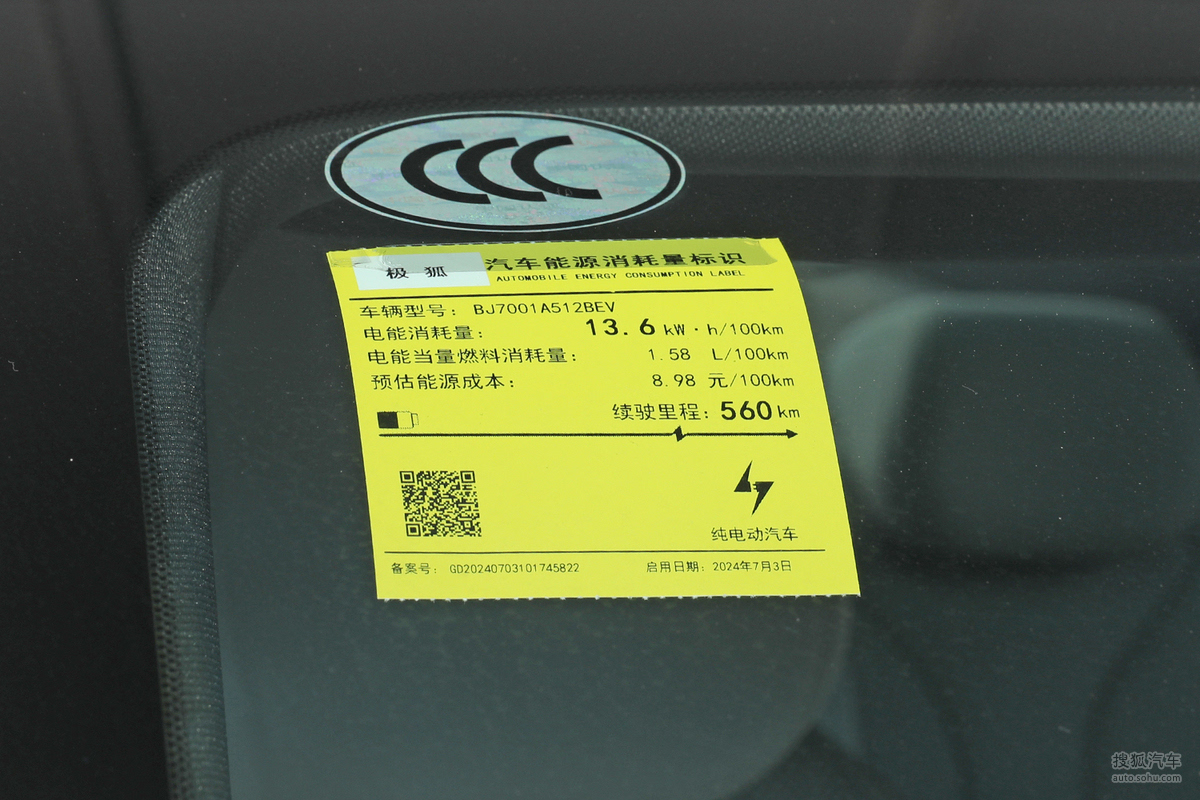 CCC
极狐 汽车能源消耗量标识
AUTOMOBILE ENERGY CONSUMPTION LABEL
车辆型号: BJ7001A512BEV
电能消耗量: 13.6 kW·h/100km
电能当量燃料消耗量: 1.58 L/100km
预估能源成本: 8.98 元/100km
续驶里程: 560 km
纯电动汽车
备案号: GD20240703101745822 启用日期: 2024年7月3日
搜狐汽车
auto.sohu.com